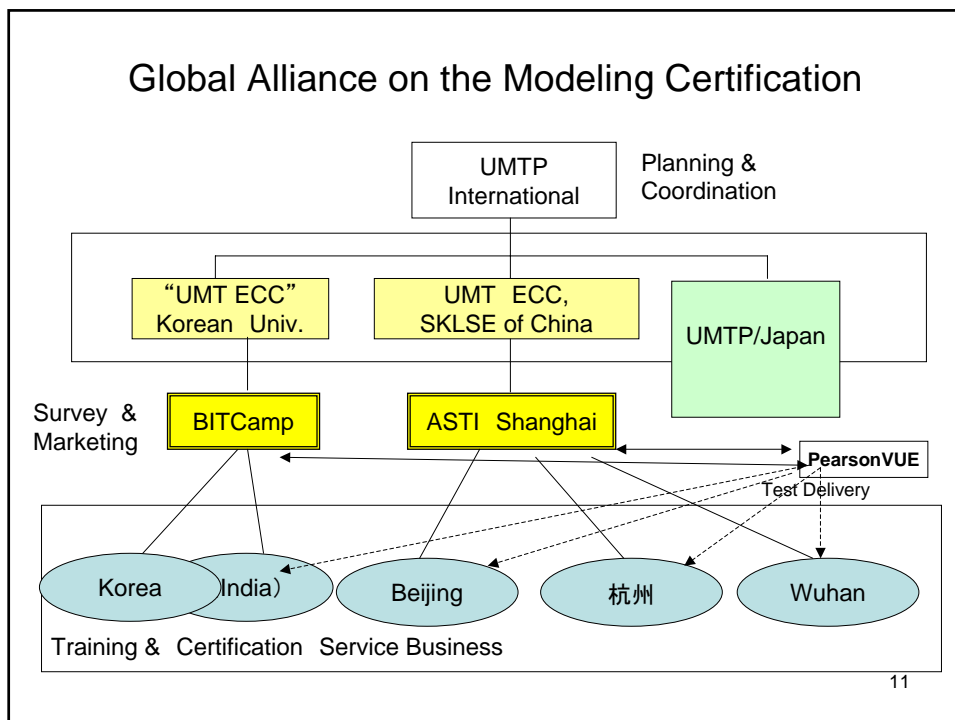 Global Alliance on the Modeling Certification
UMTP
International
Planning &
Coordination
“UMT ECC”
Korean Univ.
UMT ECC,
SKLSE of China
UMTP/Japan
Survey &
Marketing
BITCamp
ASTI Shanghai
PearsonVUE
Test Delivery
Korea
India）
Beijing
杭州
Wuhan
Training & Certification Service Business
11